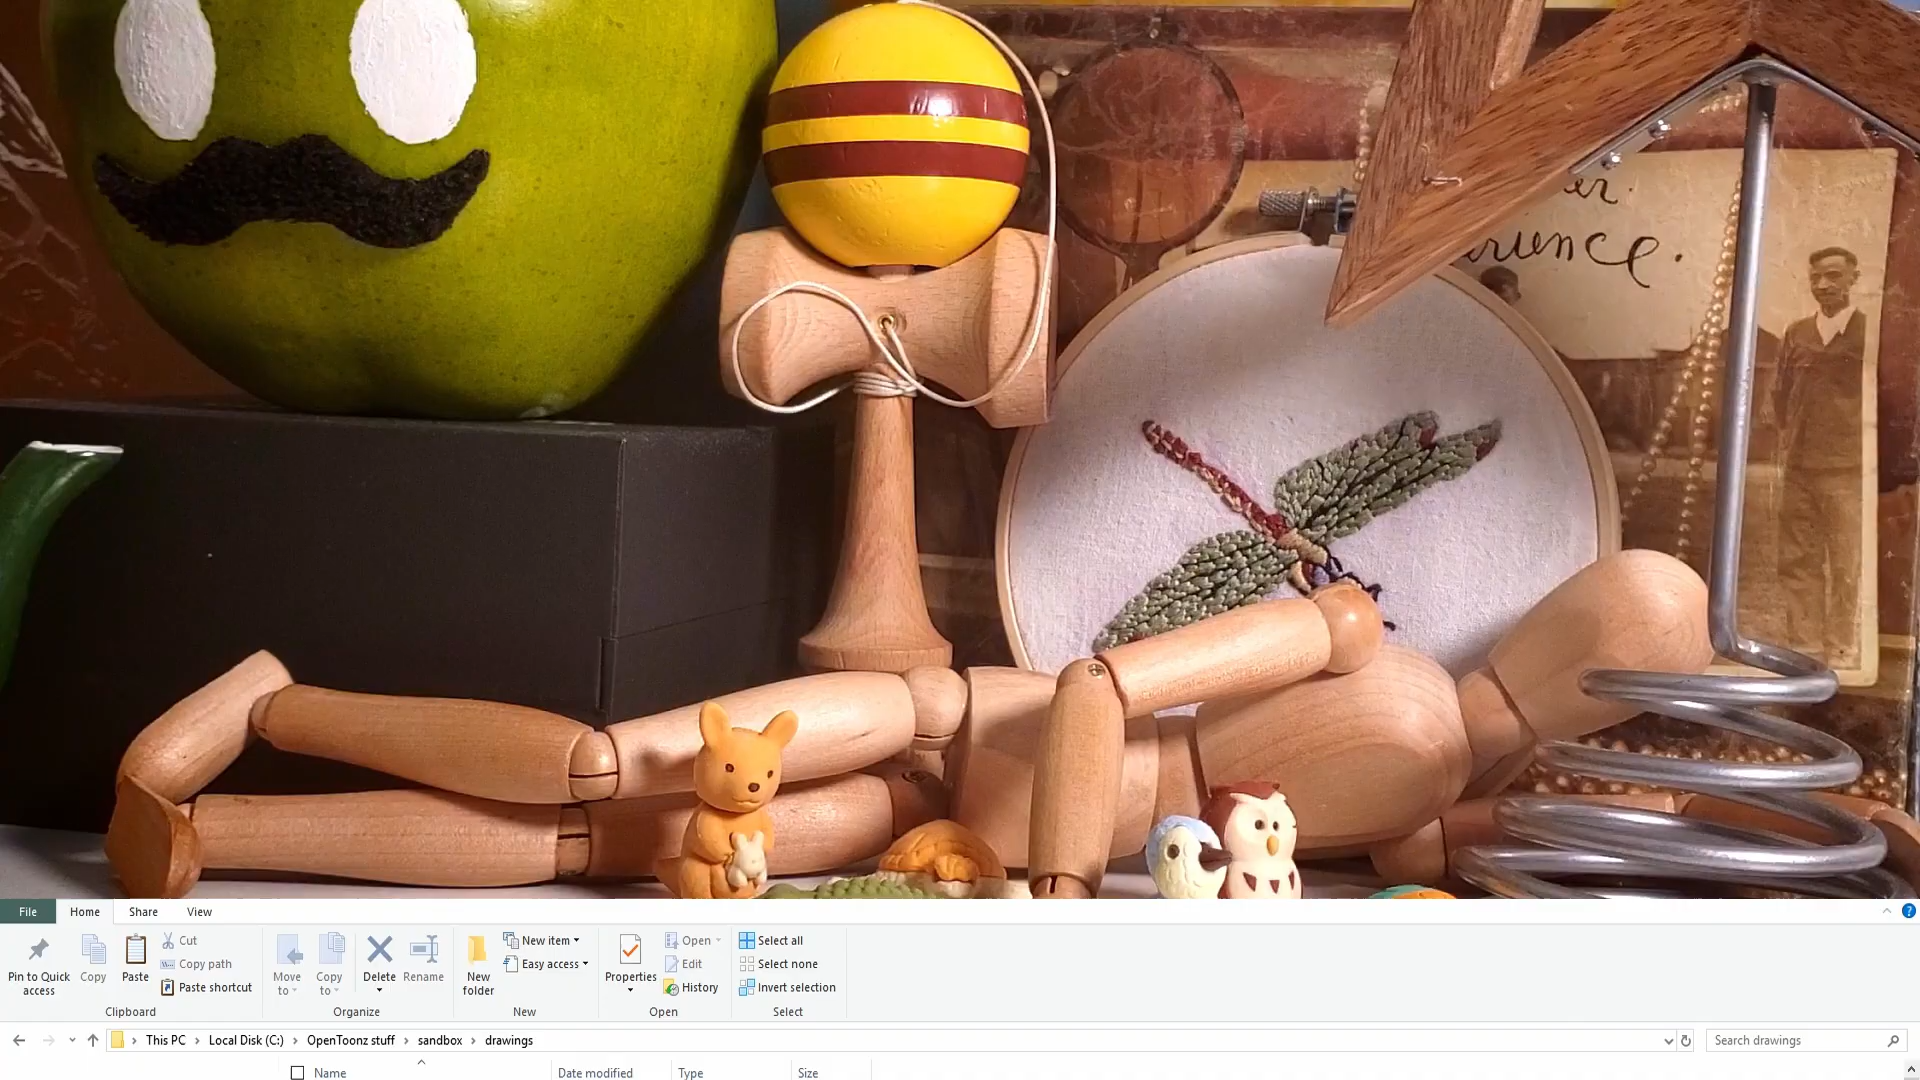 er.
rience.
File Home Share View
Pin to Quick access
Copy
Paste
Cut
Copy path
Paste shortcut
Clipboard
Move to
Copy to
Delete
Rename
Organize
New folder
New item
Easy access
New
Properties
Open
Edit
History
Open
Select all
Select none
Invert selection
Select
This PC > Local Disk (C:) > OpenToonz stuff > sandbox > drawings
Search drawings
Name Date modified Type Size